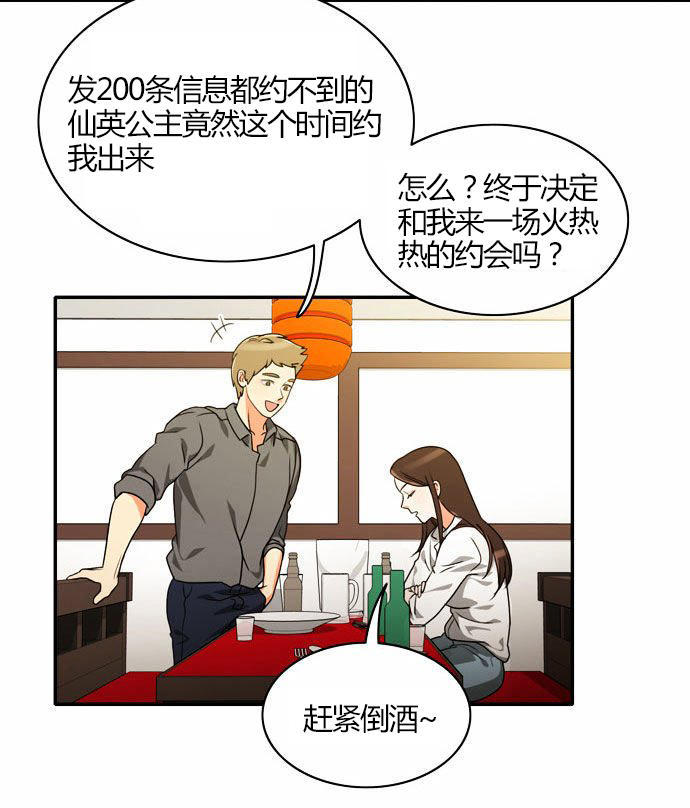 发200条信息都约不到的
仙英公主竟然这个时间约
我出来
怎么？终于决定
和我来一场火热
热的约会吗？
赶紧倒酒~